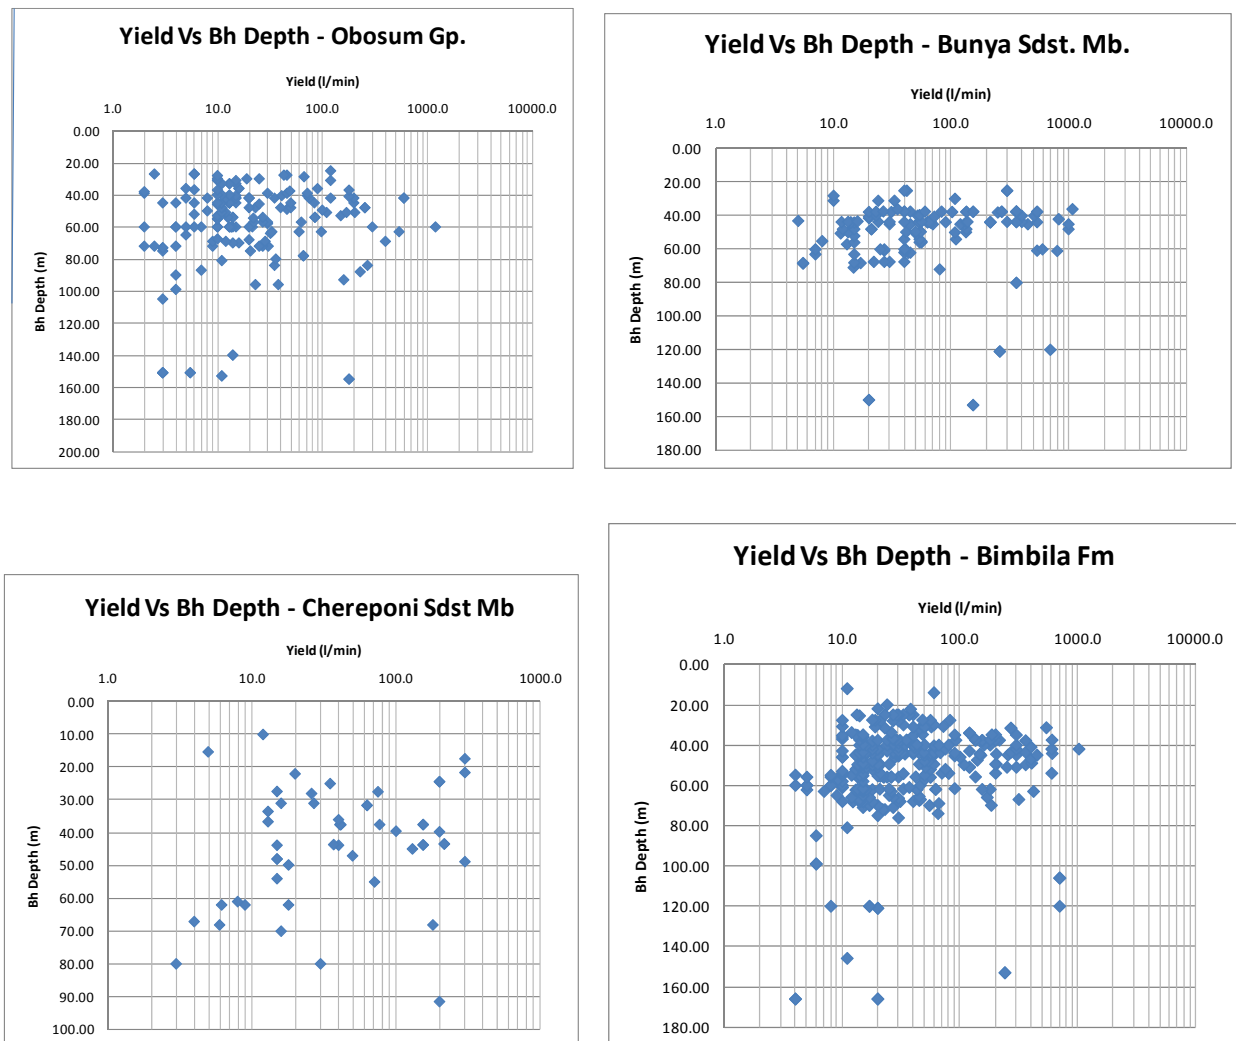 Yield Vs Bh Depth - Obosum Gp.
Yield (l/min)
1.0 10.0 100.0 1000.0 10000.0
0.00
20.00
40.00
60.00
80.00
100.00
120.00
140.00
160.00
180.00
200.00
Bh Depth (m)
Yield Vs Bh Depth - Bunya Sdst. Mb.
Yield (l/min)
1.0 10.0 100.0 1000.0 10000.0
0.00
20.00
40.00
60.00
80.00
100.00
120.00
140.00
160.00
180.00
Bh Depth (m)
Yield Vs Bh Depth - Chereponi Sdst Mb
Yield (l/min)
1.0 10.0 100.0 1000.0
0.00
10.00
20.00
30.00
40.00
50.00
60.00
70.00
80.00
90.00
100.00
Bh Depth (m)
Yield Vs Bh Depth - Bimbila Fm
Yield (l/min)
1.0 10.0 100.0 1000.0 10000.0
0.00
20.00
40.00
60.00
80.00
100.00
120.00
140.00
160.00
180.00
Bh Depth (m)